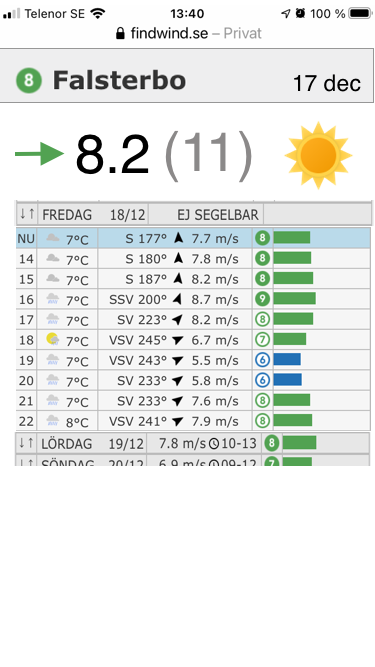 Telenor SE 13:40 100 %
findwind.se – Privat
8 Falsterbo 17 dec
8.2 (11)
↓↑ FREDAG 18/12 EJ SEGELBAR
NU 7°C S 177° 7.7 m/s 8
14 7°C S 180° 7.8 m/s 8
15 7°C S 187° 8.2 m/s 8
16 7°C SSV 200° 8.7 m/s 9
17 7°C SV 223° 8.2 m/s 8
18 7°C VSV 245° 6.7 m/s 7
19 7°C VSV 243° 5.5 m/s 6
20 7°C SV 233° 5.8 m/s 6
21 7°C SV 233° 7.6 m/s 8
22 8°C VSV 241° 7.9 m/s 8
↓↑ LÖRDAG 19/12 7.8 m/s 10-13 8
↓↑ SÖNDAG 20/12 6.9 m/s 09-12 7